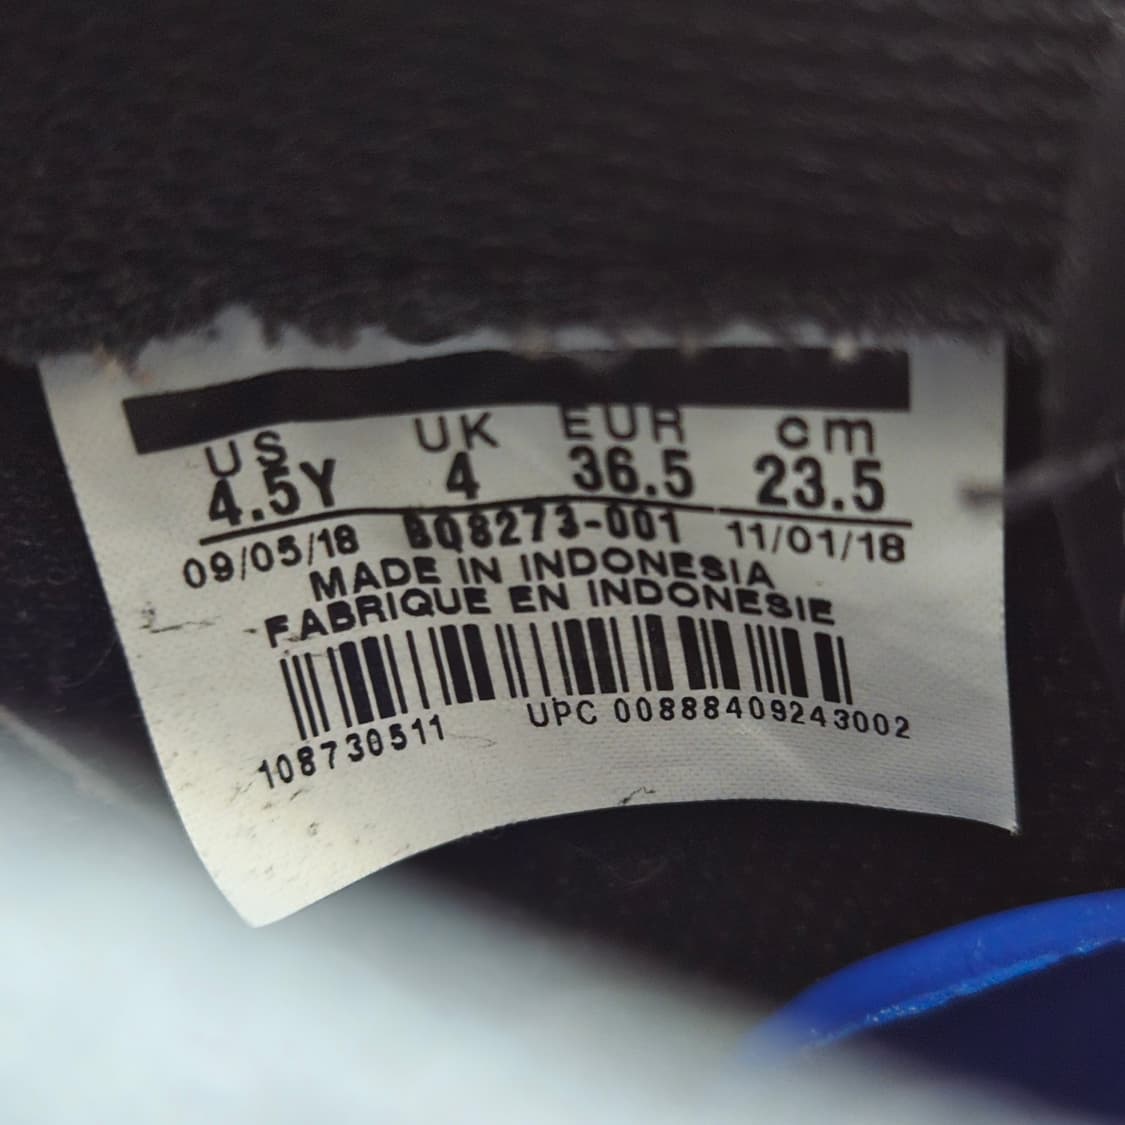 US UK EUR cm
4.5Y 4 36.5 23.5
09/05/18 BQ8273-001 11/01/18
MADE IN INDONESIA
FABRIQUE EN INDONESIE
108730511 UPC 00888409243002